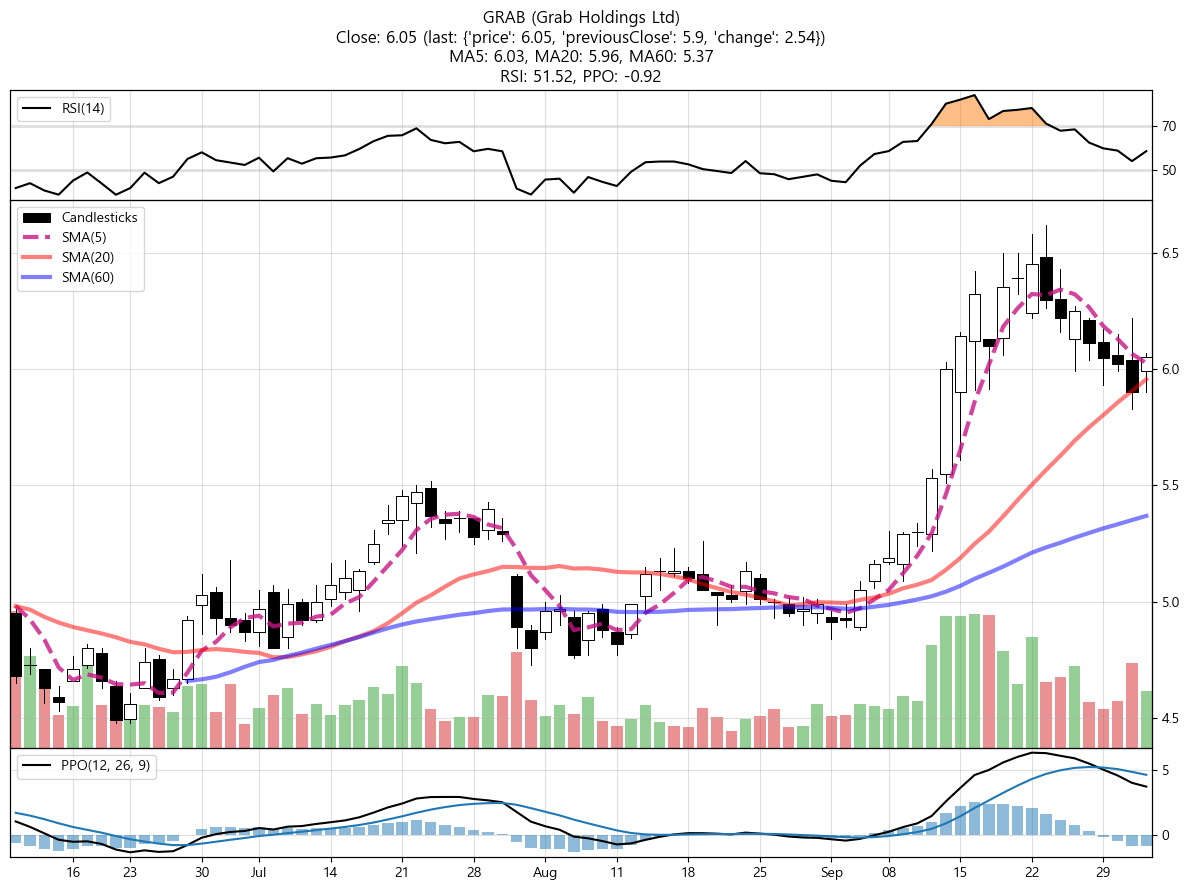 GRAB (Grab Holdings Ltd)
Close: 6.05 (last: {'price': 6.05, 'previousClose': 5.9, 'change': 2.54})
MA5: 6.03, MA20: 5.96, MA60: 5.37
RSI: 51.52, PPO: -0.92
RSI(14)
70
50
Candlesticks
SMA(5)
SMA(20)
SMA(60)
6.5
6.0
5.5
5.0
4.5
PPO(12, 26, 9)
5
0
16 23 30 Jul 14 21 28 Aug 11 18 25 Sep 08 15 22 29